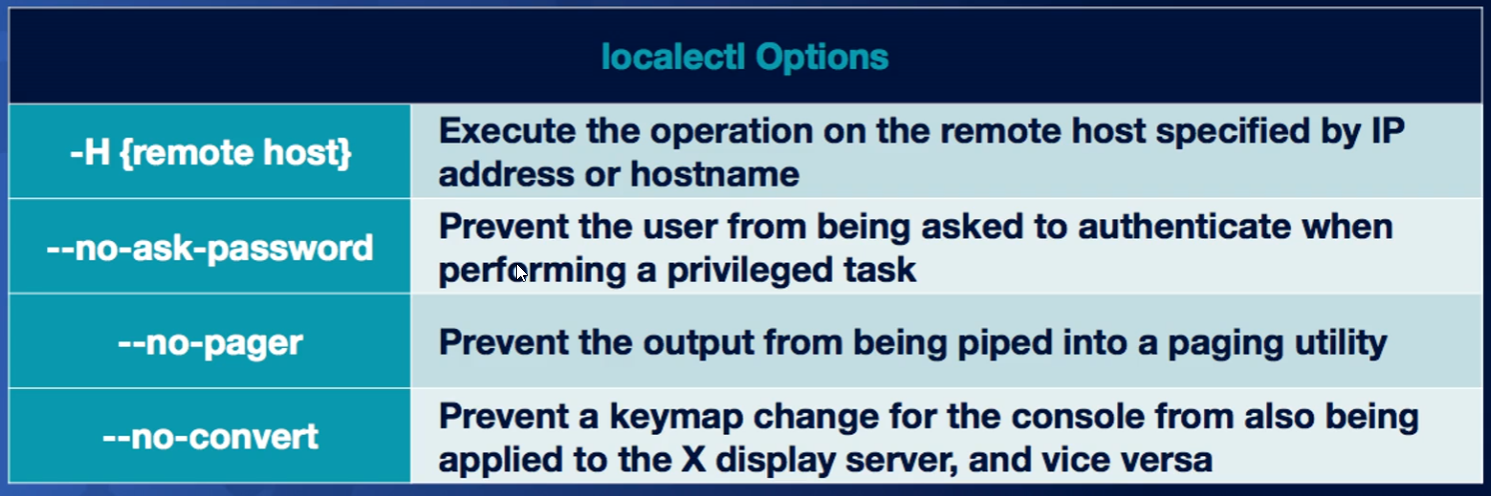 localectl Options
-H {remote host}
Execute the operation on the remote host specified by IP
address or hostname
--no-ask-password
Prevent the user from being asked to authenticate when
performing a privileged task
--no-pager
Prevent the output from being piped into a paging utility
--no-convert
Prevent a keymap change for the console from also being
applied to the X display server, and vice versa